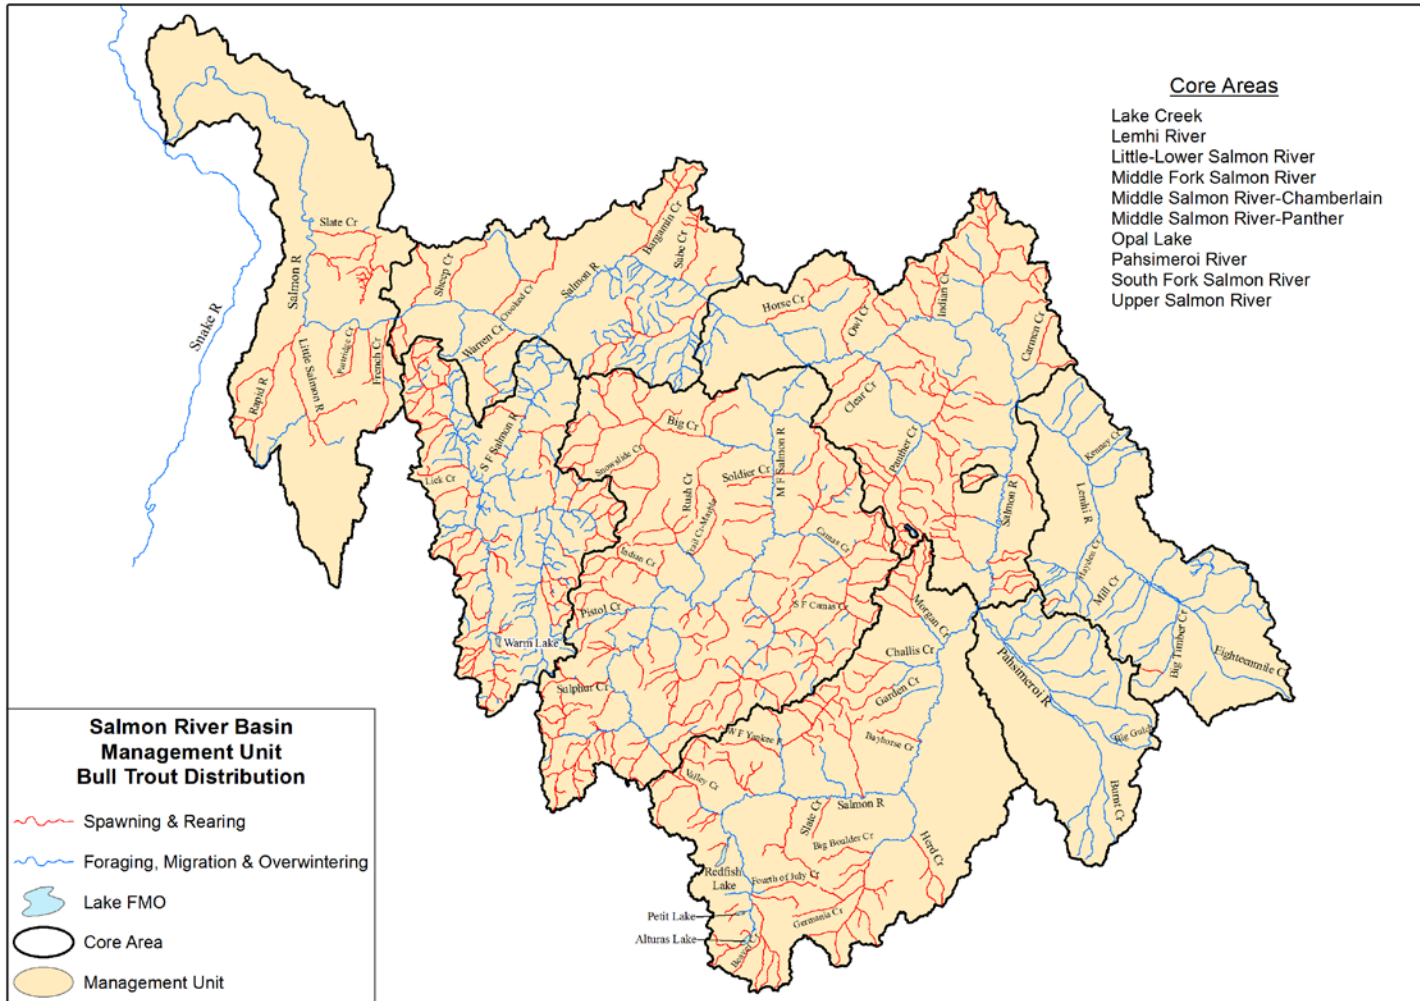 Core Areas
Lake Creek
Lemhi River
Little-Lower Salmon River
Middle Fork Salmon River
Middle Salmon River-Chamberlain
Middle Salmon River-Panther
Opal Lake
Pahsimeroi River
South Fork Salmon River
Upper Salmon River
Slate Cr
Salmon R
Snake R
Rapid R
Little Salmon R
Partridge Cr
French Cr
Sheep Cr
Crooked Cr
Warren Cr
Salmon R
Bargamin Cr
Sabe Cr
Horse Cr
Owl Cr
Indian Cr
Carmen Cr
Clear Cr
Panther Cr
Salmon R
Lick Cr
S F Salmon R
Warm Lake
Big Cr
Snowslide Cr
Rush Cr
Soldier Cr
M F Salmon R
Trail Cr-Marble
Indian Cr
Camas Cr
S F Camas Cr
Pistol Cr
Sulphur Cr
Kenney Cr
Lemhi R
Hayden Cr
Mill Cr
Big Timber Cr
Eighteenmile Cr
Pahsimeroi R
Big Gulch
Burnt Cr
Morgan Cr
Challis Cr
Garden Cr
Bayhorse Cr
W F Yankee F
Valley Cr
Salmon R
Slate Cr
Big Boulder Cr
Herd Cr
Redfish
Lake
Fourth of July Cr
Germania Cr
Petit Lake
Alturas Lake
Beaver Cr
Salmon River Basin
Management Unit
Bull Trout Distribution
Spawning & Rearing
Foraging, Migration & Overwintering
Lake FMO
Core Area
Management Unit